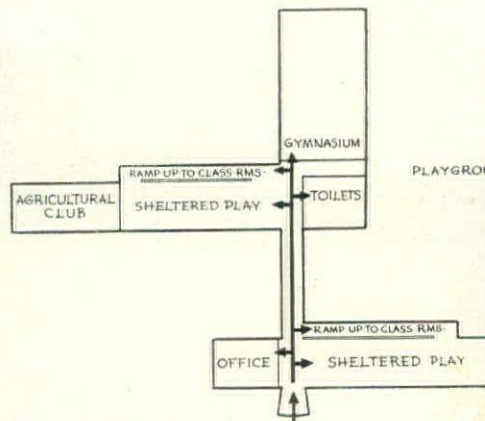 GYMNASIUM
RAMP UP TO CLASS RMS.
PLAYGROU
AGRICULTURAL
CLUB
SHELTERED PLAY
TOILETS
RAMP UP TO CLASS RMS.
OFFICE
SHELTERED PLAY